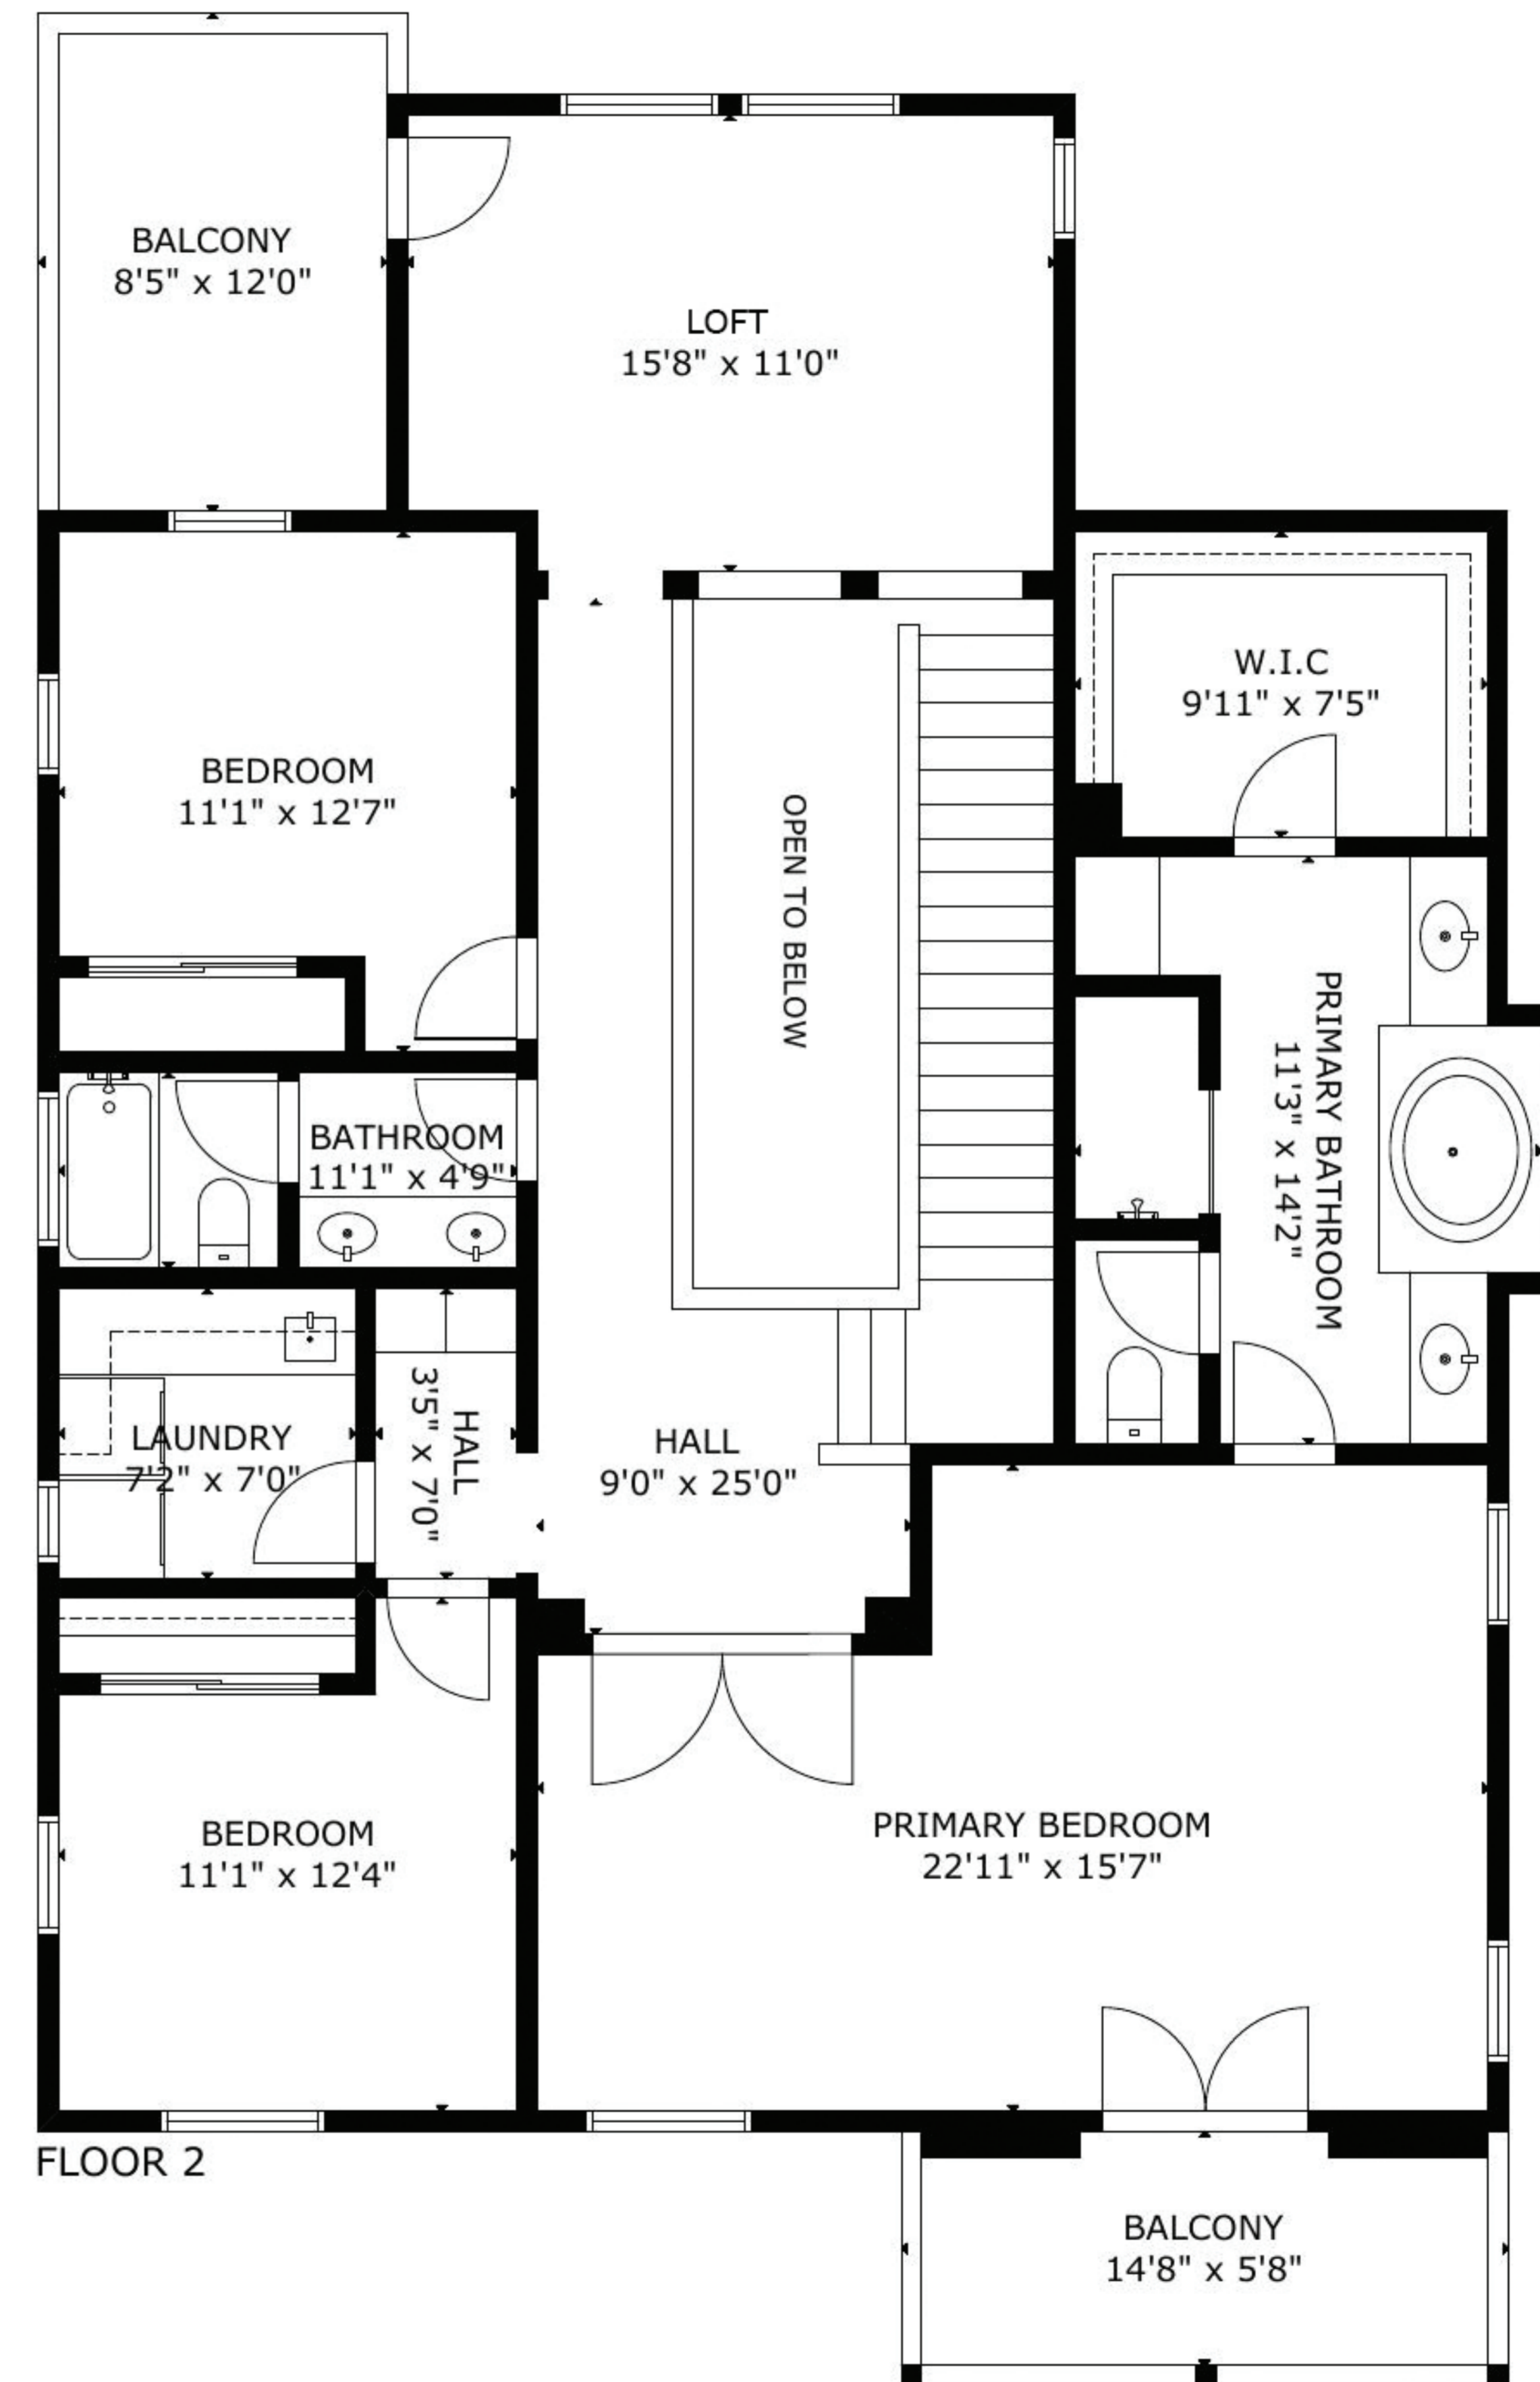 BALCONY
8'5" x 12'0"
LOFT
15'8" x 11'0"
W.I.C
9'11" x 7'5"
BEDROOM
11'1" x 12'7"
OPEN TO BELOW
PRIMARY BATHROOM
11'3" x 14'2"
BATHROOM
11'1" x 4'9"
LAUNDRY
7'2" x 7'0"
HALL
3'5" x 7'0"
HALL
9'0" x 25'0"
BEDROOM
11'1" x 12'4"
PRIMARY BEDROOM
22'11" x 15'7"
FLOOR 2
BALCONY
14'8" x 5'8"